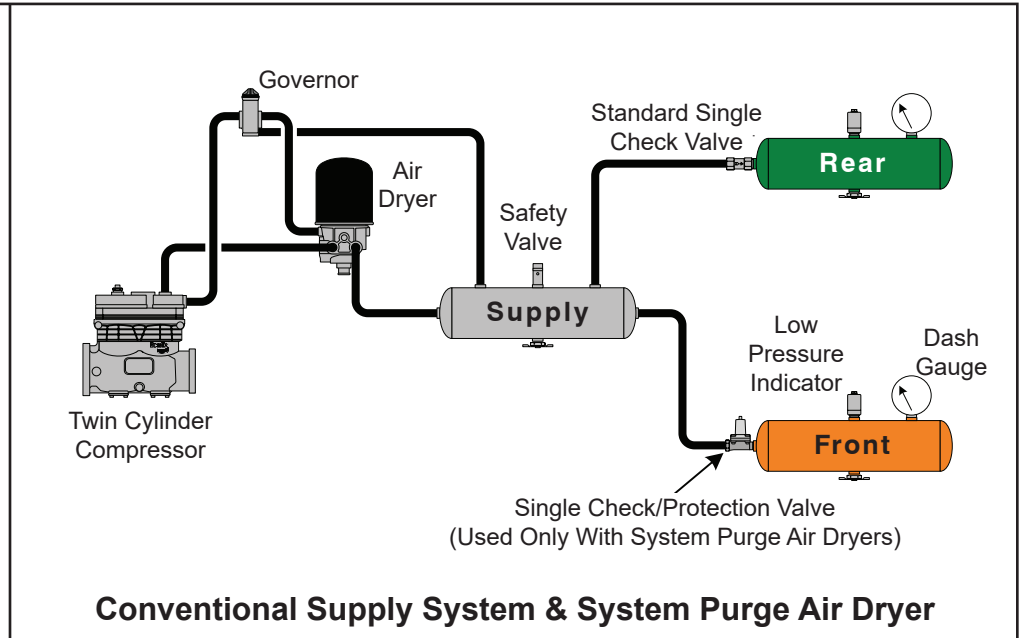 Governor
Standard Single
Check Valve
Rear
Air
Dryer
Safety
Valve
Supply
Low
Pressure
Indicator
Dash
Gauge
Twin Cylinder
Compressor
Front
Single Check/Protection Valve
(Used Only With System Purge Air Dryers)
Conventional Supply System & System Purge Air Dryer